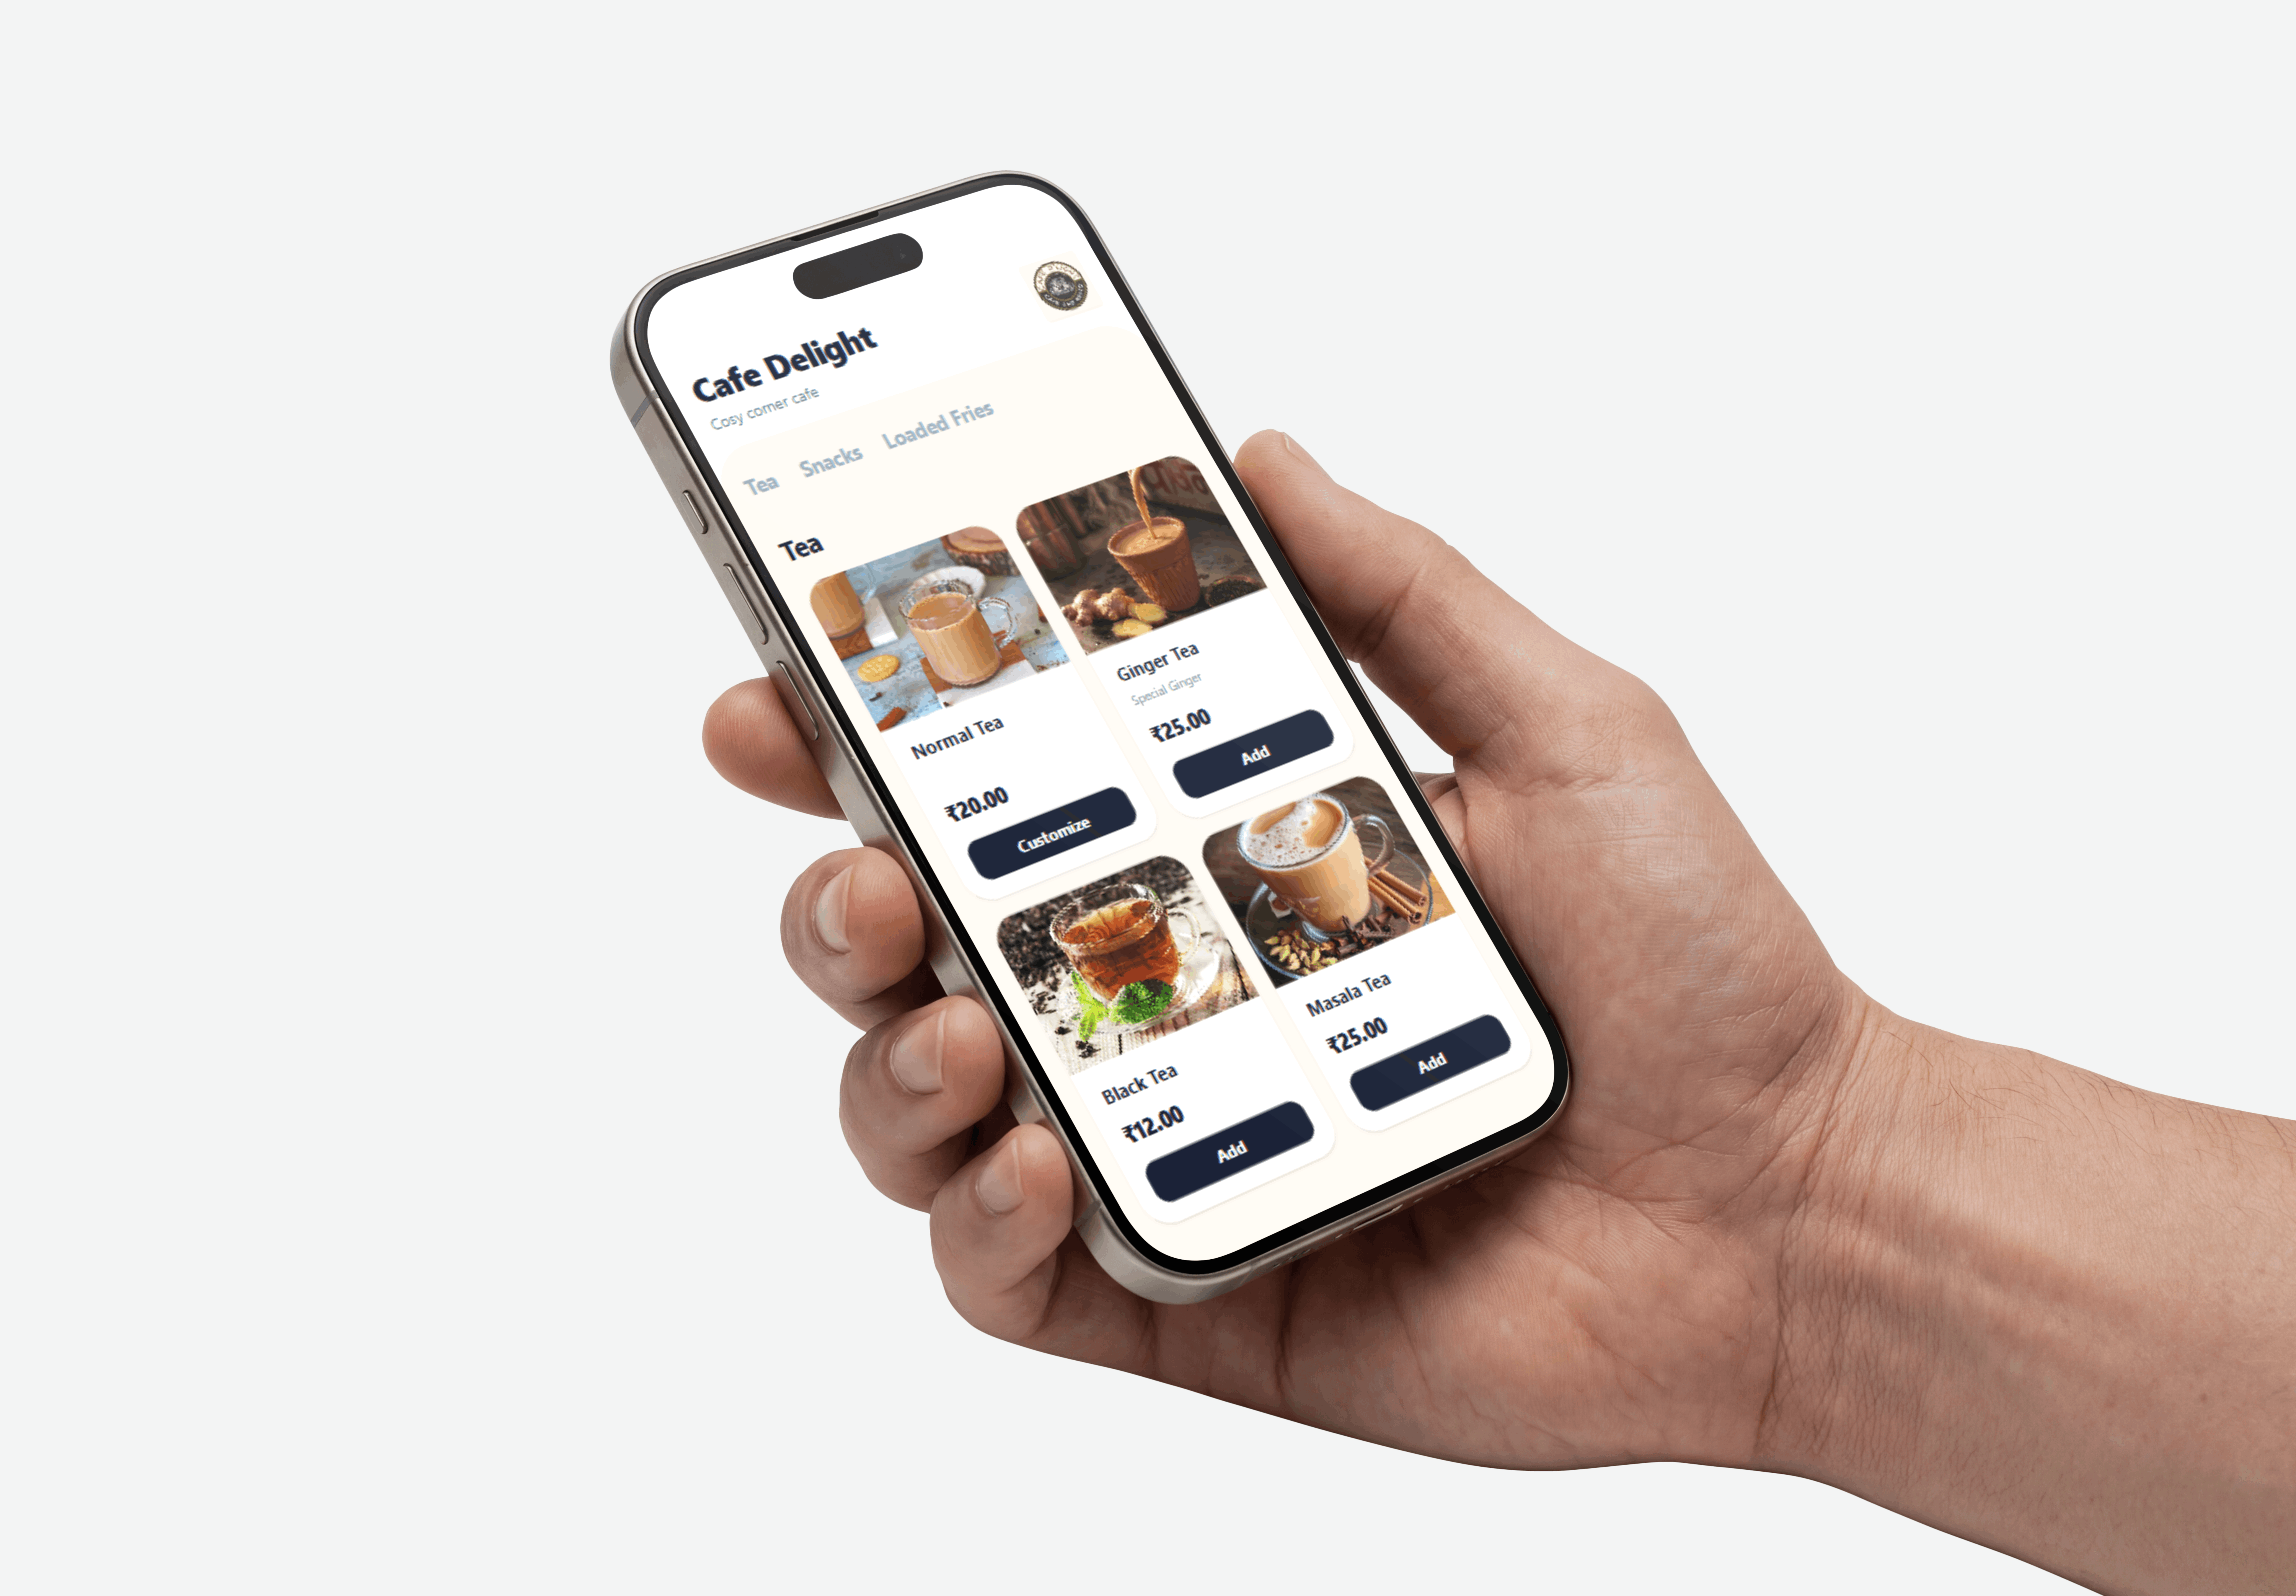 Cafe Delight
Cosy corner cafe
Tea Snacks Loaded Fries
Tea
Normal Tea
₹20.00
Customize
Ginger Tea
Special Ginger
₹25.00
Add
Black Tea
₹12.00
Add
Masala Tea
₹25.00
Add